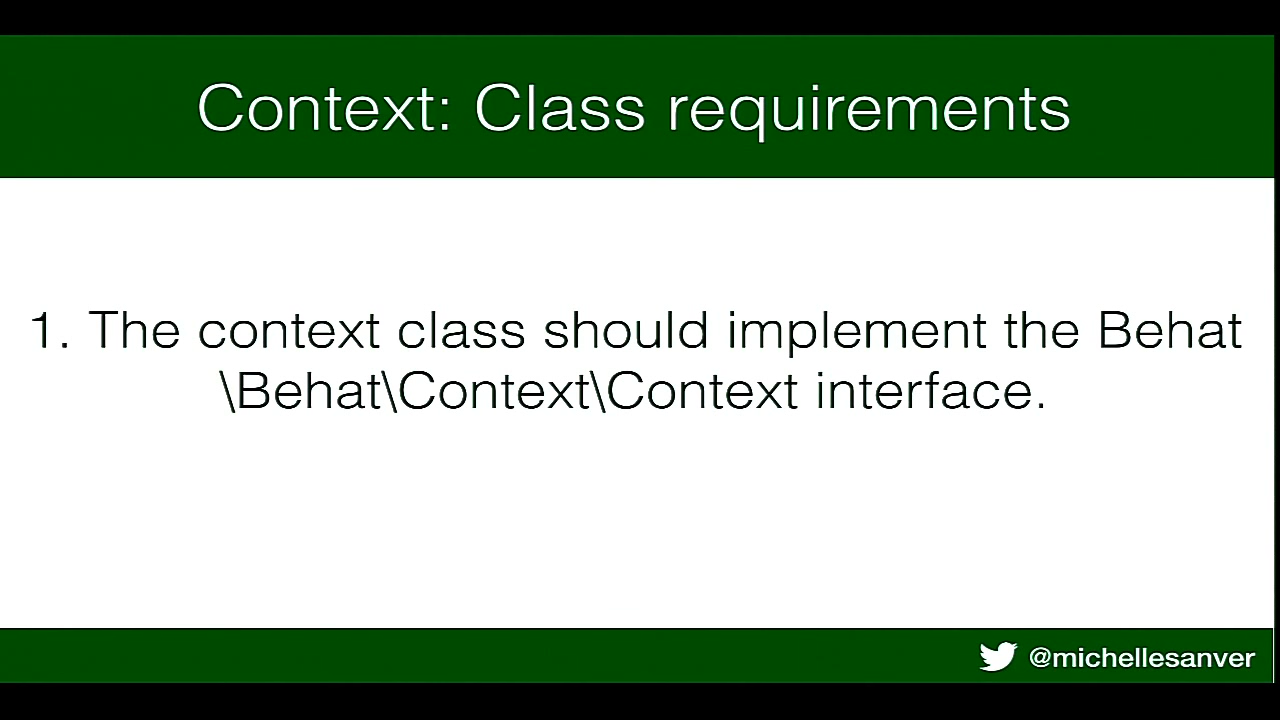 Context: Class requirements
1. The context class should implement the Behat
\Behat\Context\Context interface.
@michellesanver